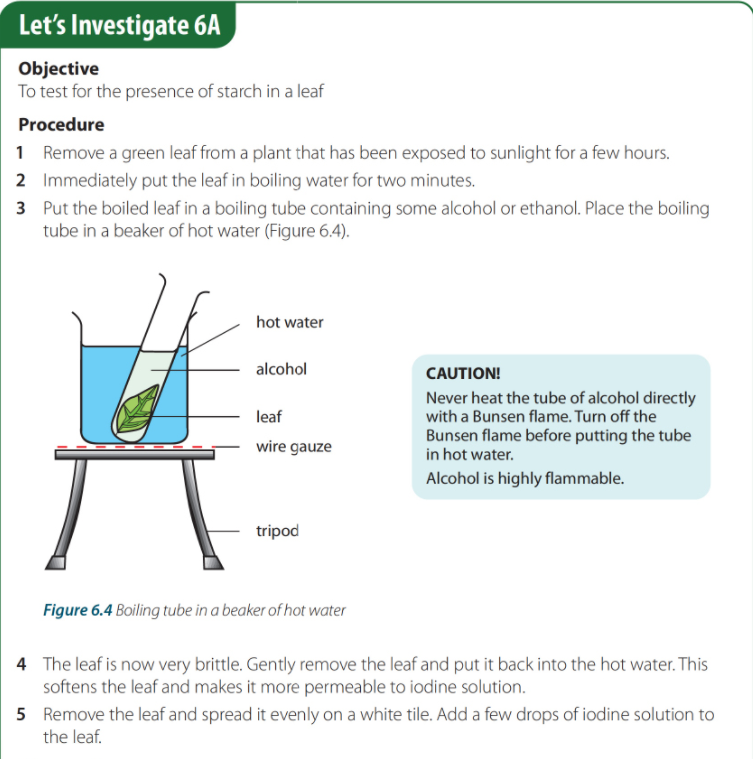 Let's Investigate 6A
Objective
To test for the presence of starch in a leaf
Procedure
1 Remove a green leaf from a plant that has been exposed to sunlight for a few hours.
2 Immediately put the leaf in boiling water for two minutes.
3 Put the boiled leaf in a boiling tube containing some alcohol or ethanol. Place the boiling
tube in a beaker of hot water (Figure 6.4).
hot water
alcohol
leaf
wire gauze
tripod
CAUTION!
Never heat the tube of alcohol directly
with a Bunsen flame. Turn off the
Bunsen flame before putting the tube
in hot water.
Alcohol is highly flammable.
Figure 6.4 Boiling tube in a beaker of hot water
4 The leaf is now very brittle. Gently remove the leaf and put it back into the hot water. This
softens the leaf and makes it more permeable to iodine solution.
5 Remove the leaf and spread it evenly on a white tile. Add a few drops of iodine solution to
the leaf.